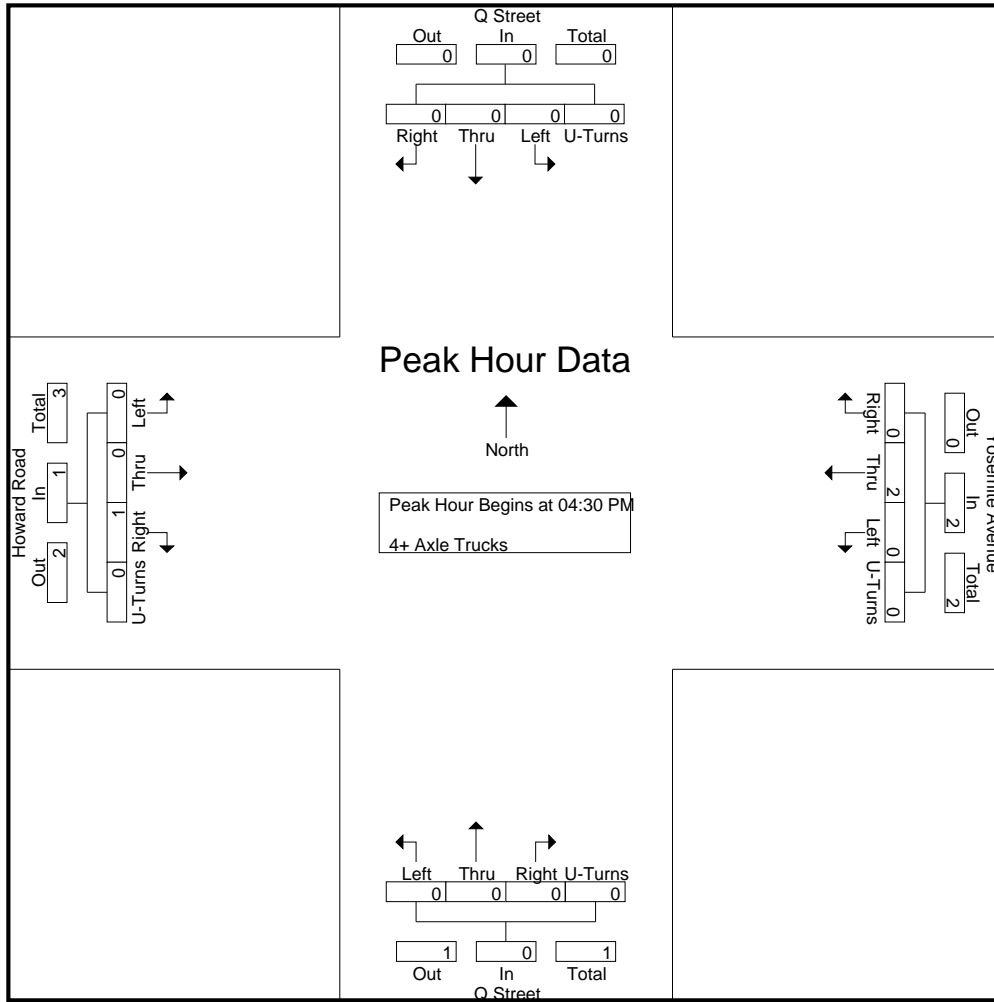 Q Street
Out In Total
0 0 0
0 0 0 0
Right Thru Left U-Turns
Peak Hour Data
North
Peak Hour Begins at 04:30 PM
4+ Axle Trucks
Howard Road
Total In Out
3 1 2
0 0 1 0
Left Thru Right U-Turns
Yosemite Avenue
Out In Total
0 2 2
0 2 0 0
Right Thru Left U-Turns
Left Thru Right U-Turns
0 0 0 0
1 0 1
Out In Total
Q Street